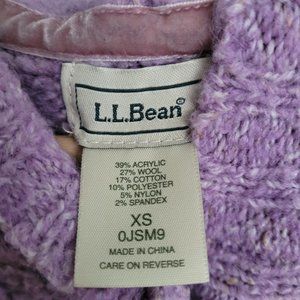 L.L.Bean®
39% ACRYLIC
27% WOOL
17% COTTON
10% POLYESTER
5% NYLON
2% SPANDEX
XS
0JSM9
MADE IN CHINA
CARE ON REVERSE